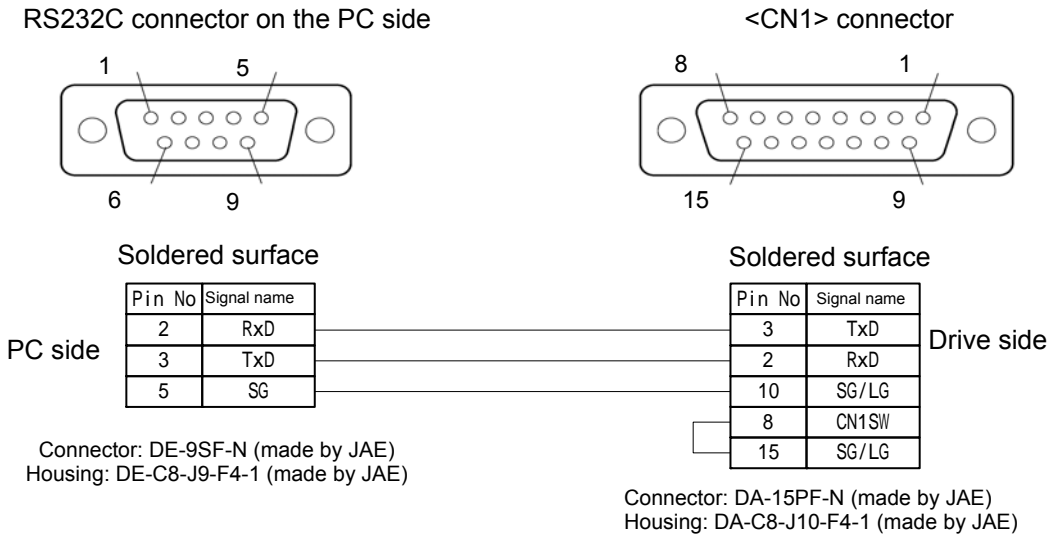 RS232C connector on the PC side
1 5
6 9
Soldered surface
PC side
Pin No Signal name
2 RxD
3 TxD
5 SG
Connector: DE-9SF-N (made by JAE)
Housing: DE-C8-J9-F4-1 (made by JAE)
<CN1> connector
8 1
15 9
Soldered surface
Pin No Signal name
3 TxD
2 RxD
10 SG/LG
8 CN1SW
15 SG/LG
Drive side
Connector: DA-15PF-N (made by JAE)
Housing: DA-C8-J10-F4-1 (made by JAE)